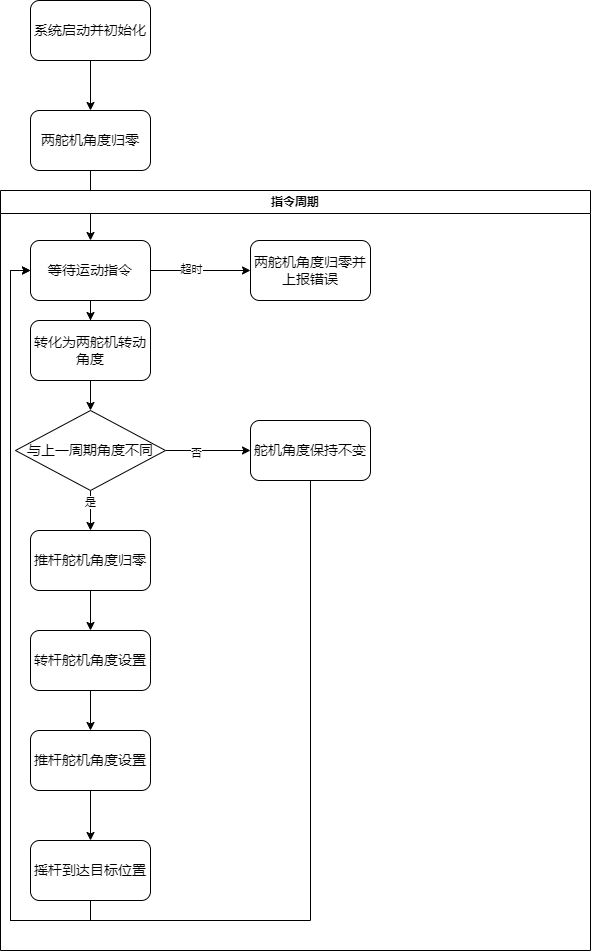 系统启动并初始化
两舵机角度归零
指令周期
等待运动指令
超时
两舵机角度归零并
上报错误
转化为两舵机转动
角度
与上一周期角度不同
否
舵机角度保持不变
是
推杆舵机角度归零
转杆舵机角度设置
推杆舵机角度设置
摇杆到达目标位置